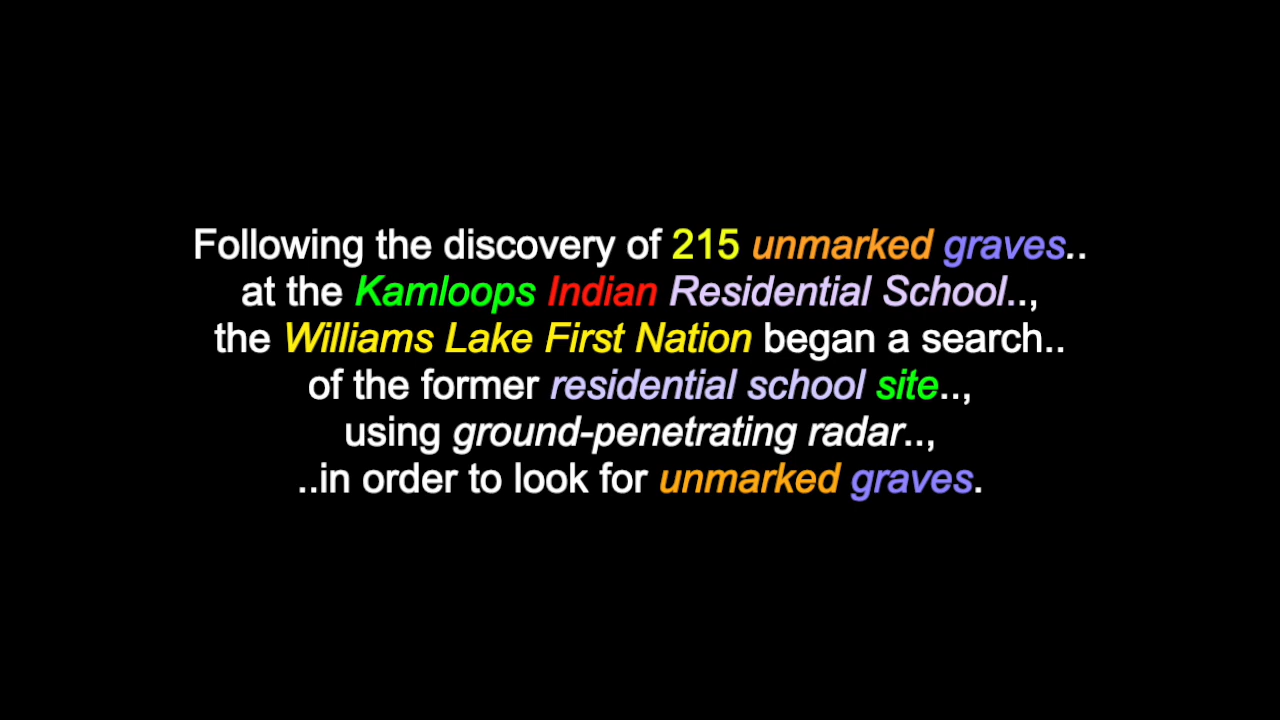 Following the discovery of 215 unmarked graves..
at the Kamloops Indian Residential School..,
the Williams Lake First Nation began a search..
of the former residential school site..,
using ground-penetrating radar..,
..in order to look for unmarked graves.